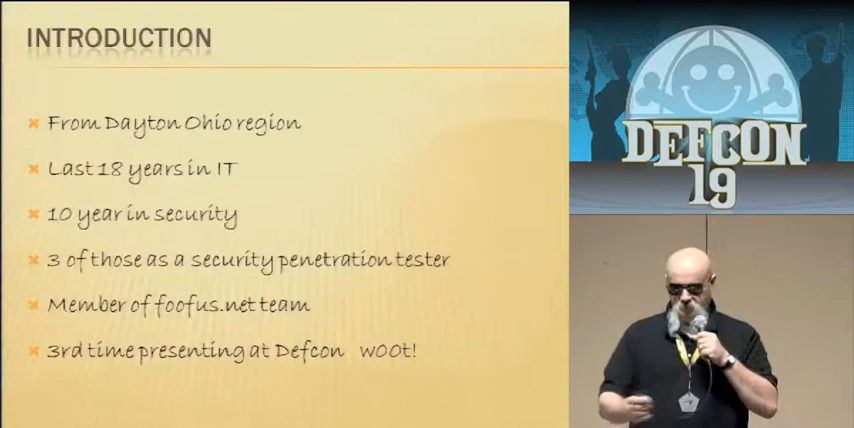 INTRODUCTION
From Dayton Ohio region
Last 18 years in IT
10 year in security
3 of those as a security penetration tester
Member of foofus.net team
3rd time presenting at Defcon wOOt!
DEFCON
19